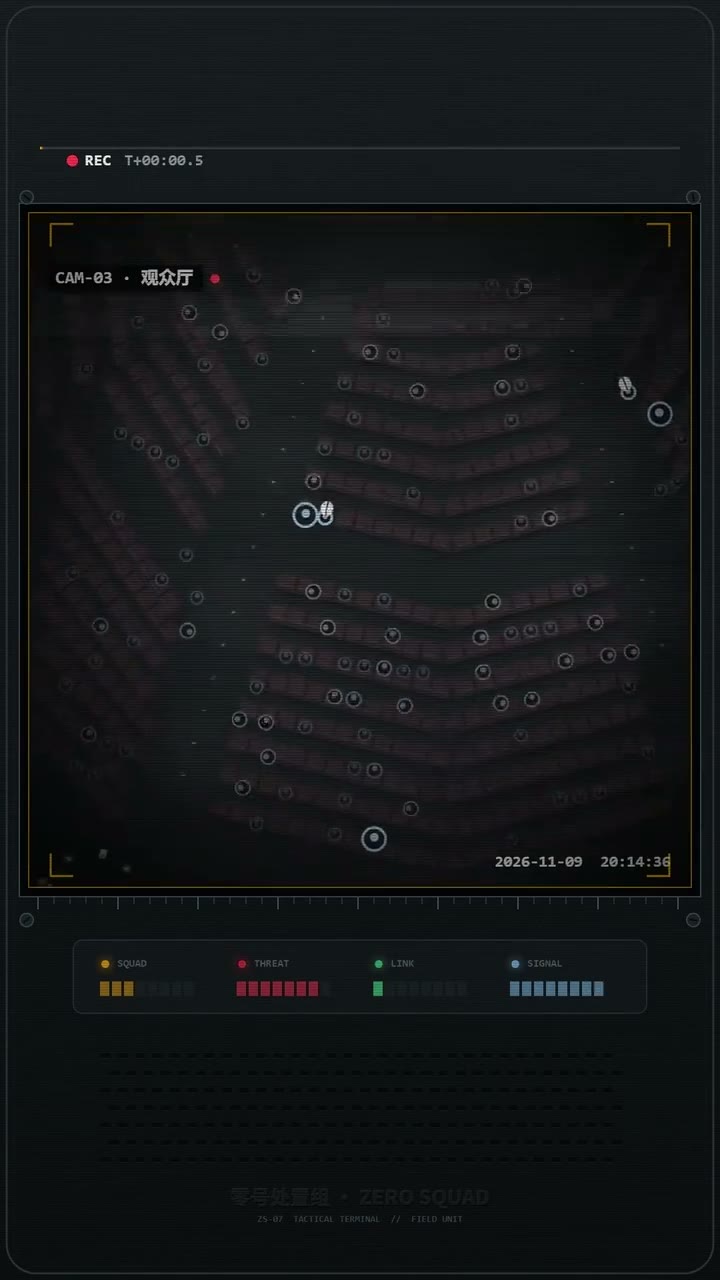 REC T+00:00.5
CAM-03 · 观众厅
2026-11-09 20:14:36
SQUAD THREAT LINK SIGNAL
零号处置组 · ZERO SQUAD
ZS-07 TACTICAL TERMINAL // FIELD UNIT